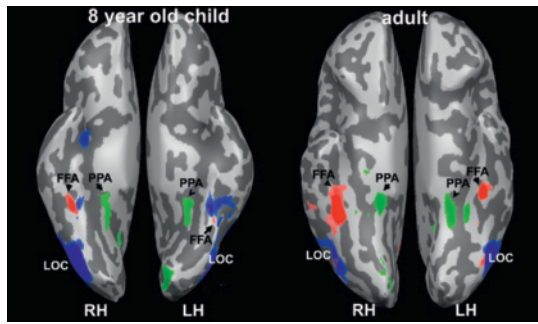 8 year old child
adult
FFA
PPA
PPA
FFA
LOC
LOC
RH
LH
FFA
PPA
PPA
FFA
LOC
LOC
RH
LH